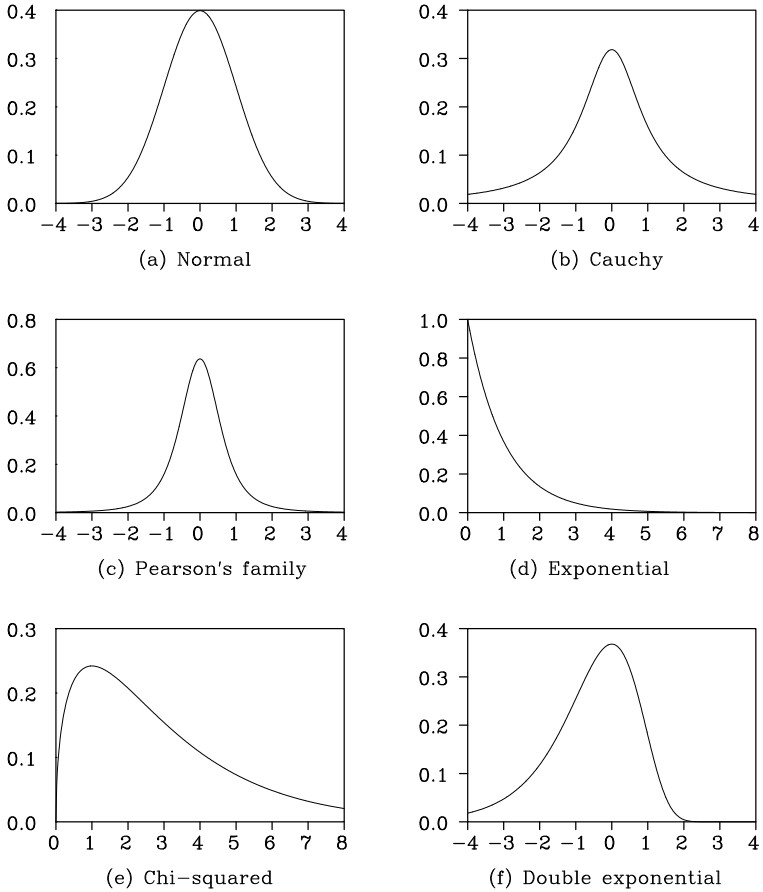 0.4
0.3
0.2
0.1
0.0
−4 −3 −2 −1 0 1 2 3 4
(a) Normal
0.4
0.3
0.2
0.1
0.0
−4 −3 −2 −1 0 1 2 3 4
(b) Cauchy
0.8
0.6
0.4
0.2
0.0
−4 −3 −2 −1 0 1 2 3 4
(c) Pearson's family
1.0
0.8
0.6
0.4
0.2
0.0
0 1 2 3 4 5 6 7 8
(d) Exponential
0.3
0.2
0.1
0.0
0 1 2 3 4 5 6 7 8
(e) Chi−squared
0.4
0.3
0.2
0.1
0.0
−4 −3 −2 −1 0 1 2 3 4
(f) Double exponential